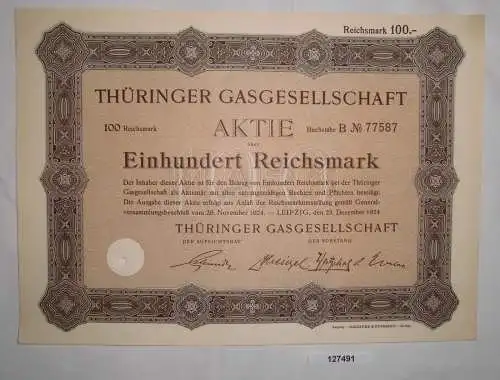 Reichsmark 100.-
THÜRINGER GASGESELLSCHAFT
100 Reichsmark AKTIE Buchstabe B № 77587
über
Einhundert Reichsmark
Der Inhaber dieser Aktie ist für den Betrag von Einhundert Reichsmark bei der Thüringer
Gasgesellschaft als Aktionär mit allen satzungsmäßigen Rechten und Pflichten beteiligt.
Die Ausgabe dieser Aktie erfolgt aus Anlaß der Reichsmarkumstellung gemäß General-
versammlungsbeschluß vom 28. November 1924. — LEIPZIG, den 23. Dezember 1924
THÜRINGER GASGESELLSCHAFT
DER AUFSICHTSRAT DER VORSTAND
127491